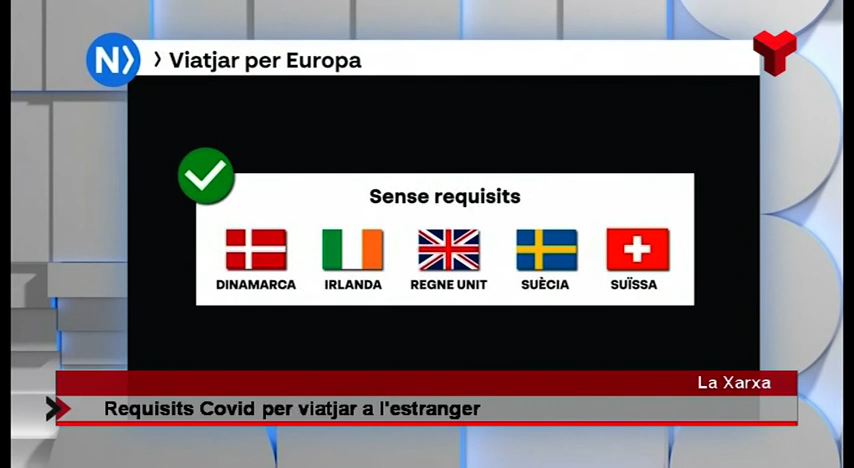 N
Viatjar per Europa
Sense requisits
DINAMARCA IRLANDA REGNE UNIT SUÈCIA SUÏSSA
La Xarxa
Requisits Covid per viatjar a l'estranger